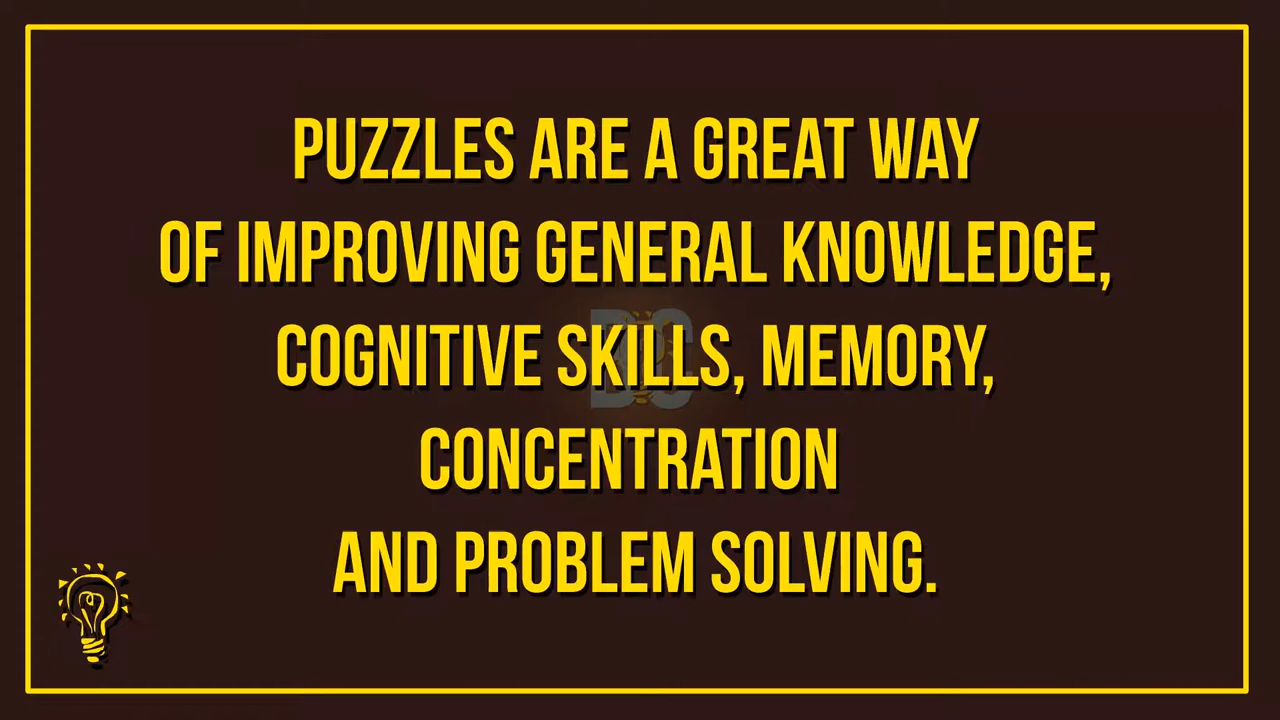 PUZZLES ARE A GREAT WAY
OF IMPROVING GENERAL KNOWLEDGE,
COGNITIVE SKILLS, MEMORY,
CONCENTRATION
AND PROBLEM SOLVING.